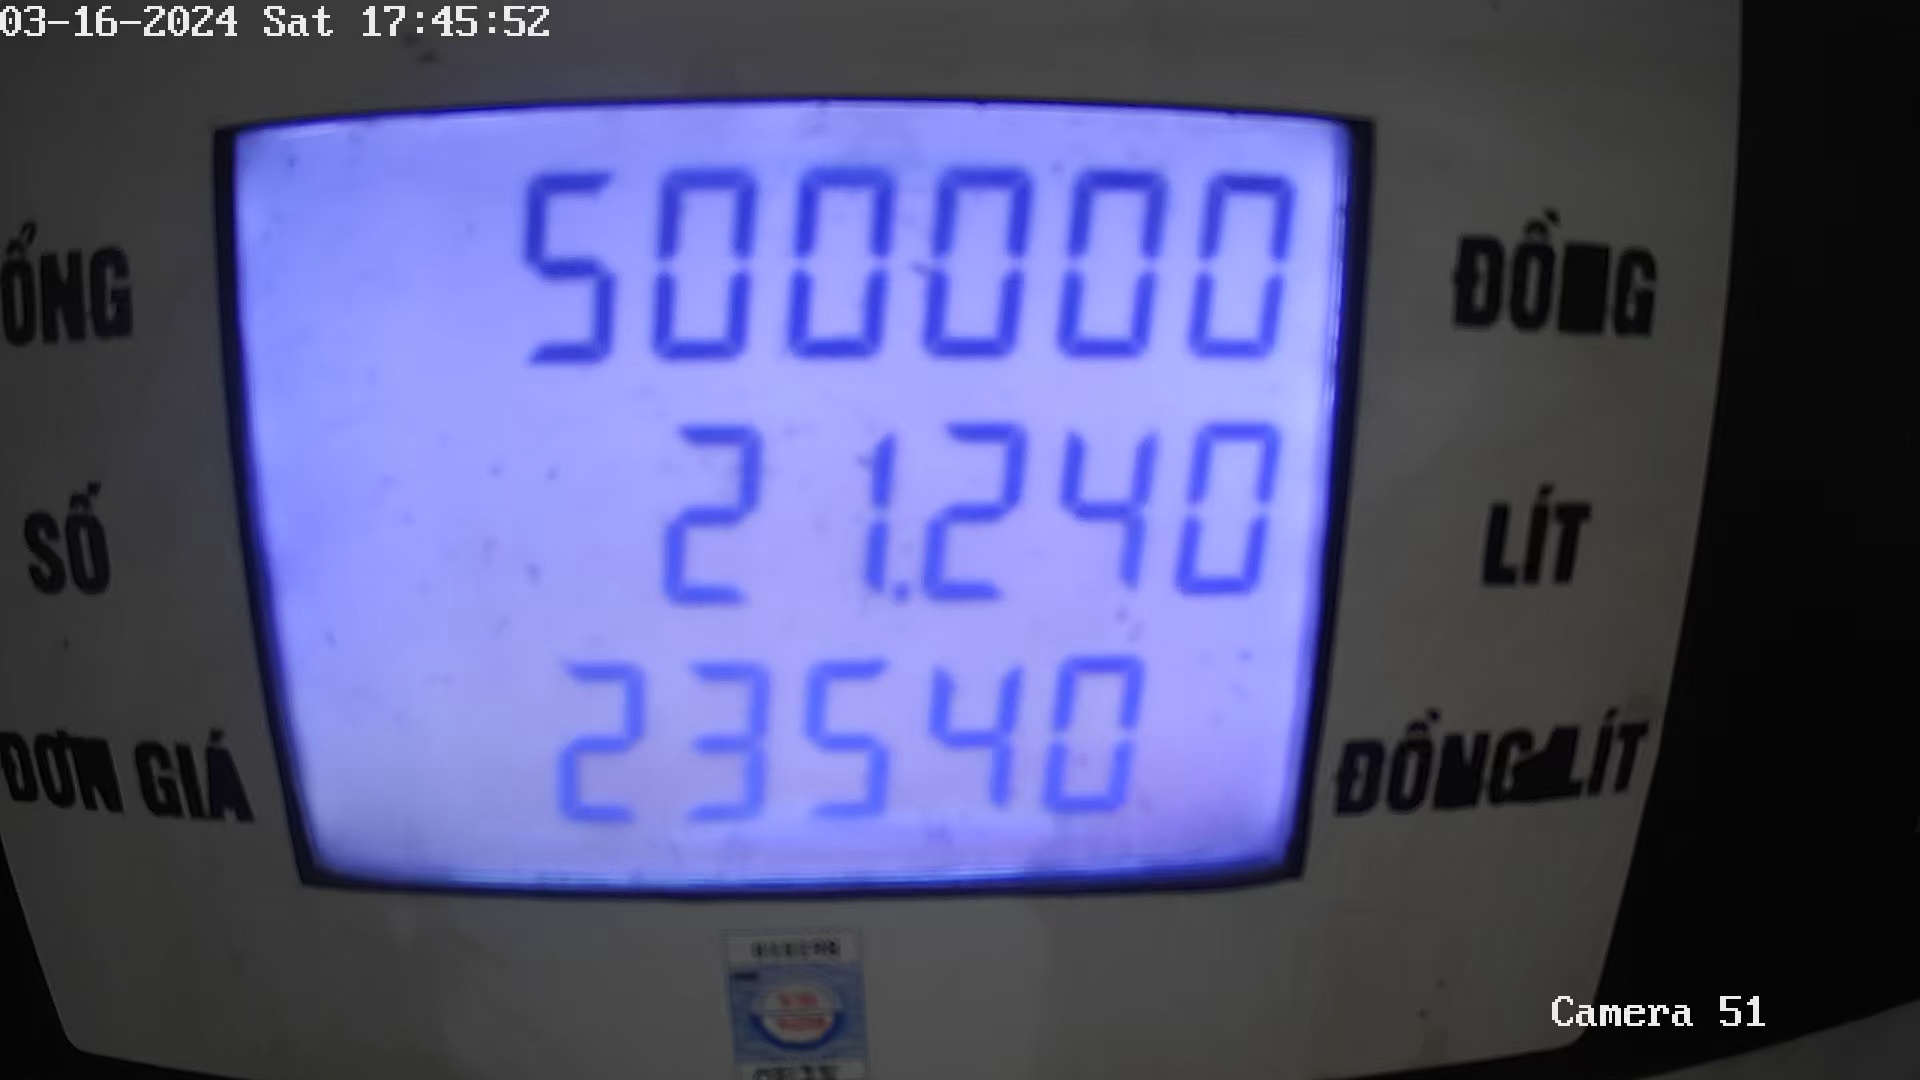 03-16-2024 Sat 17:45:52
500000
ỐNG
ĐỒNG
21.240
SỐ
LÍT
23540
ĐƠN GIÁ
ĐỒNG/LÍT
Camera 51